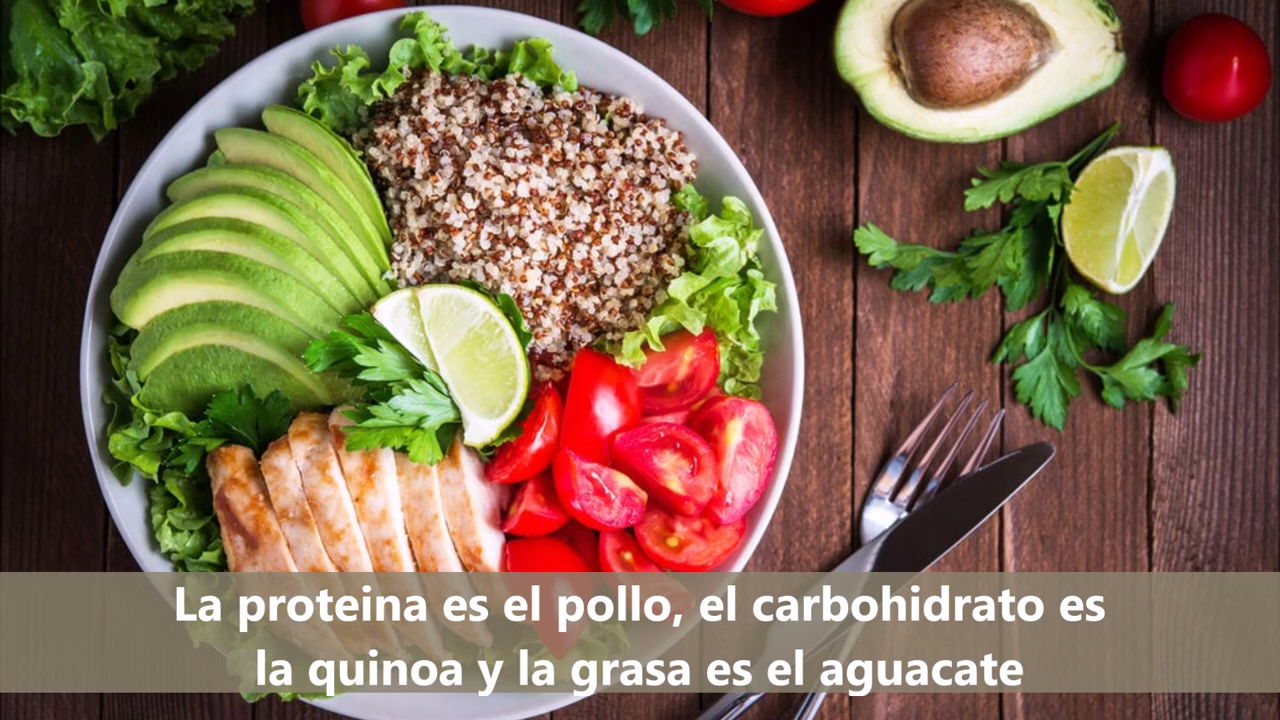 La proteina es el pollo, el carbohidrato es
la quinoa y la grasa es el aguacate